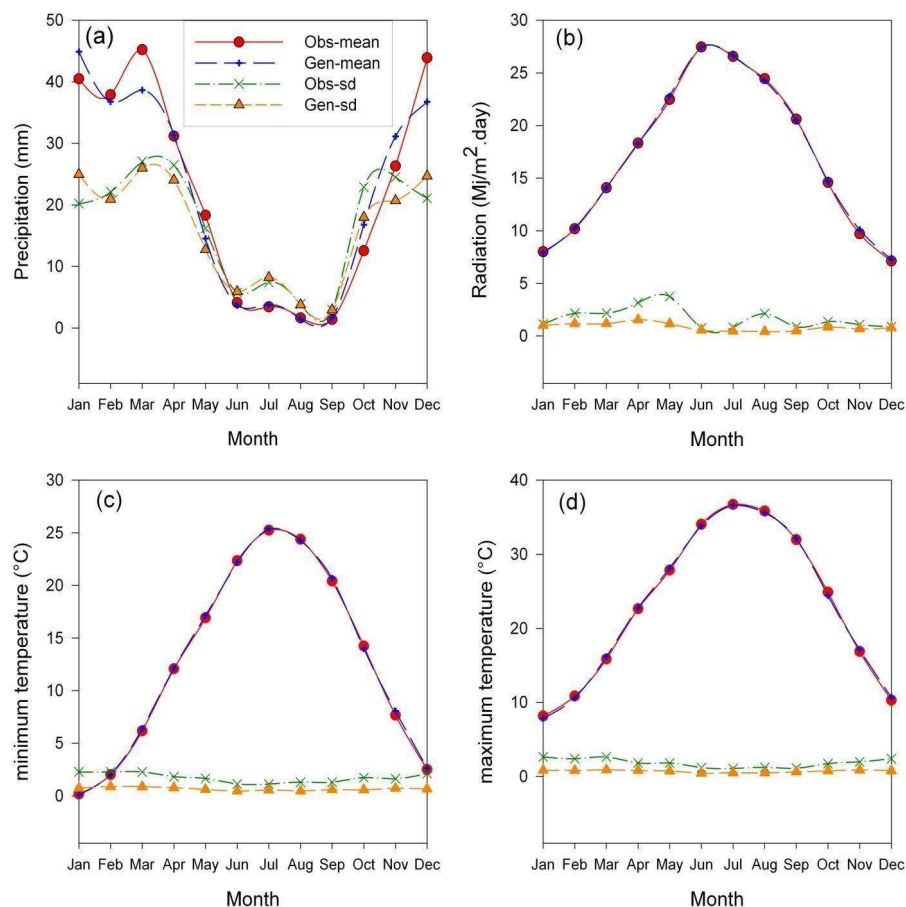 (a)
Obs-mean
Gen-mean
Obs-sd
Gen-sd
Precipitation (mm)
50
40
30
20
10
0
Jan Feb Mar Apr May Jun Jul Aug Sep Oct Nov Dec
Month
(b)
Radiation (Mj/m².day)
30
25
20
15
10
5
0
Jan Feb Mar Apr May Jun Jul Aug Sep Oct Nov Dec
Month
(c)
minimum temperature (°C)
30
25
20
15
10
5
0
Jan Feb Mar Apr May Jun Jul Aug Sep Oct Nov Dec
Month
(d)
maximum temperature (°C)
40
30
20
10
0
Jan Feb Mar Apr May Jun Jul Aug Sep Oct Nov Dec
Month